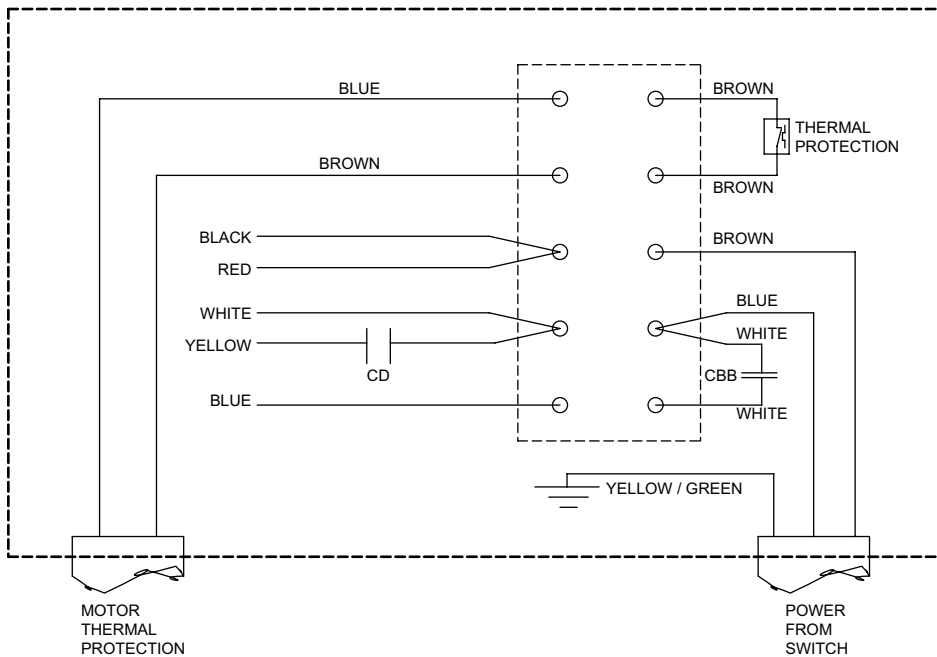 BLUE
BROWN
THERMAL
PROTECTION
BROWN
BROWN
BLACK
RED
BROWN
WHITE
YELLOW
CD
BLUE
WHITE
CBB
BLUE
WHITE
YELLOW / GREEN
MOTOR
THERMAL
PROTECTION
POWER
FROM
SWITCH